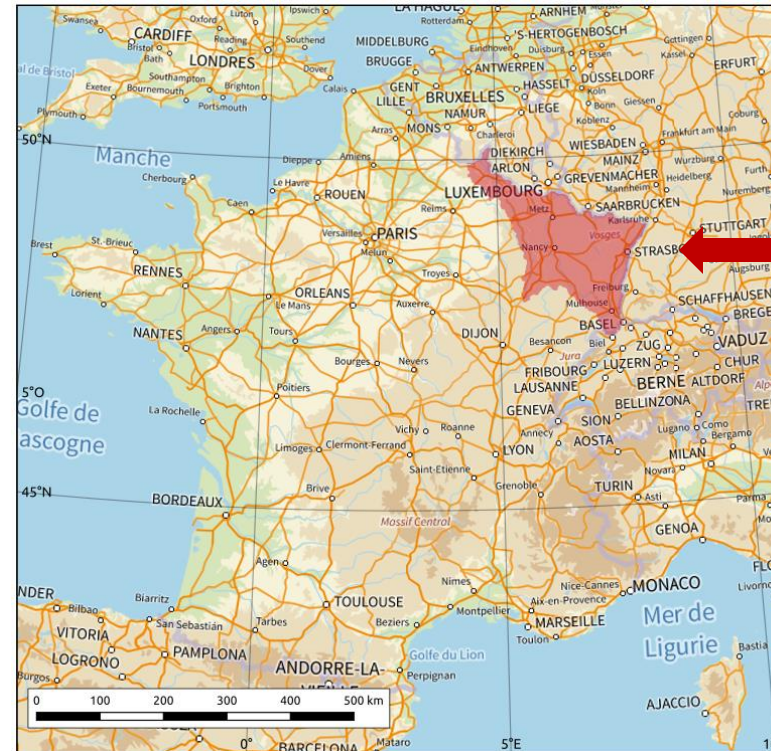 Swansea
Oxford
Luton
Ipswich
LA HAGUE
ARNHEM
CARDIFF
Reading
Southend
Rotterdam
'S-HERTOGENBOSCH
Bristol
Bath
LONDRES
MIDDELBURG
Eindhoven
Duisburg
Essen
Gottingen
Kassel
ERFURT
al de Bristol
Southampton
Dover
BRUGGE
ANTWERPEN
DÜSSELDORF
Exeter
Bournemouth
Brighton
Calais
GENT
HASSELT
Köln
Plymouth
Portsmouth
LILLE
BRUXELLES
LIEGE
Bonn
Giessen
NAMUR
Koblenz
Coburg
Arras
MONS
Charleroi
Frankfurt am Main
50°N
Manche
DIEKIRCH
WIESBADEN
Dieppe
Amiens
ARLON
MAINZ
Wurzburg
GREVENMACHER
Heidelberg
Furth
Cherbourg
Le Havre
ROUEN
LUXEMBOURG
Mannheim
Nuremberg
Caen
Reims
Metz
SAARBRUCKEN
Karlsruhe
Versailles
PARIS
Vosges
STUTTGART
Brest
St.-Brieuc
Melun
Nancy
STRASBO
RENNES
Troyes
Augsburg
Lorient
ORLEANS
Freiburg
Le Mans
Auxerre
Mulhouse
SCHAFFHAUSEN
NANTES
Angers
Tours
DIJON
BASEL
BREGE
Besancon
Biel
ZUG
VADUZ
Bourges
Nevers
Jura
FRIBOURG
LUZERN
CHUR
5°O
Poitiers
LAUSANNE
BERNE
ALTDORF
Golfe de
ascogne
La Rochelle
GENEVA
BELLINZONA
Vichy
Roanne
SION
Limoges
Clermont-Ferrand
Annecy
AOSTA
Lugano
Como
Bergamo
LYON
MILAN
Saint-Etienne
Novara
45°N
Brive
Grenoble
TURIN
Asti
Parma
BORDEAUX
Massif Central
GENOA
Agen
NDER
Nimes
Nice-Cannes
MONACO
Livorno
Bilbao
Biarritz
TOULOUSE
Aix-en-Provence
San Sebastián
Montpellier
MARSEILLE
Mer de
Ligurie
VITORIA
Tarbes
Beziers
Toulon
LOGRONO
PAMPLONA
Golfe du Lion
Bastia
Burgos
ANDORRE-LA-
Perpignan
0 100 200 300 400 500 km
AJACCIO
0°
BARCELONA
Mataro
5°E